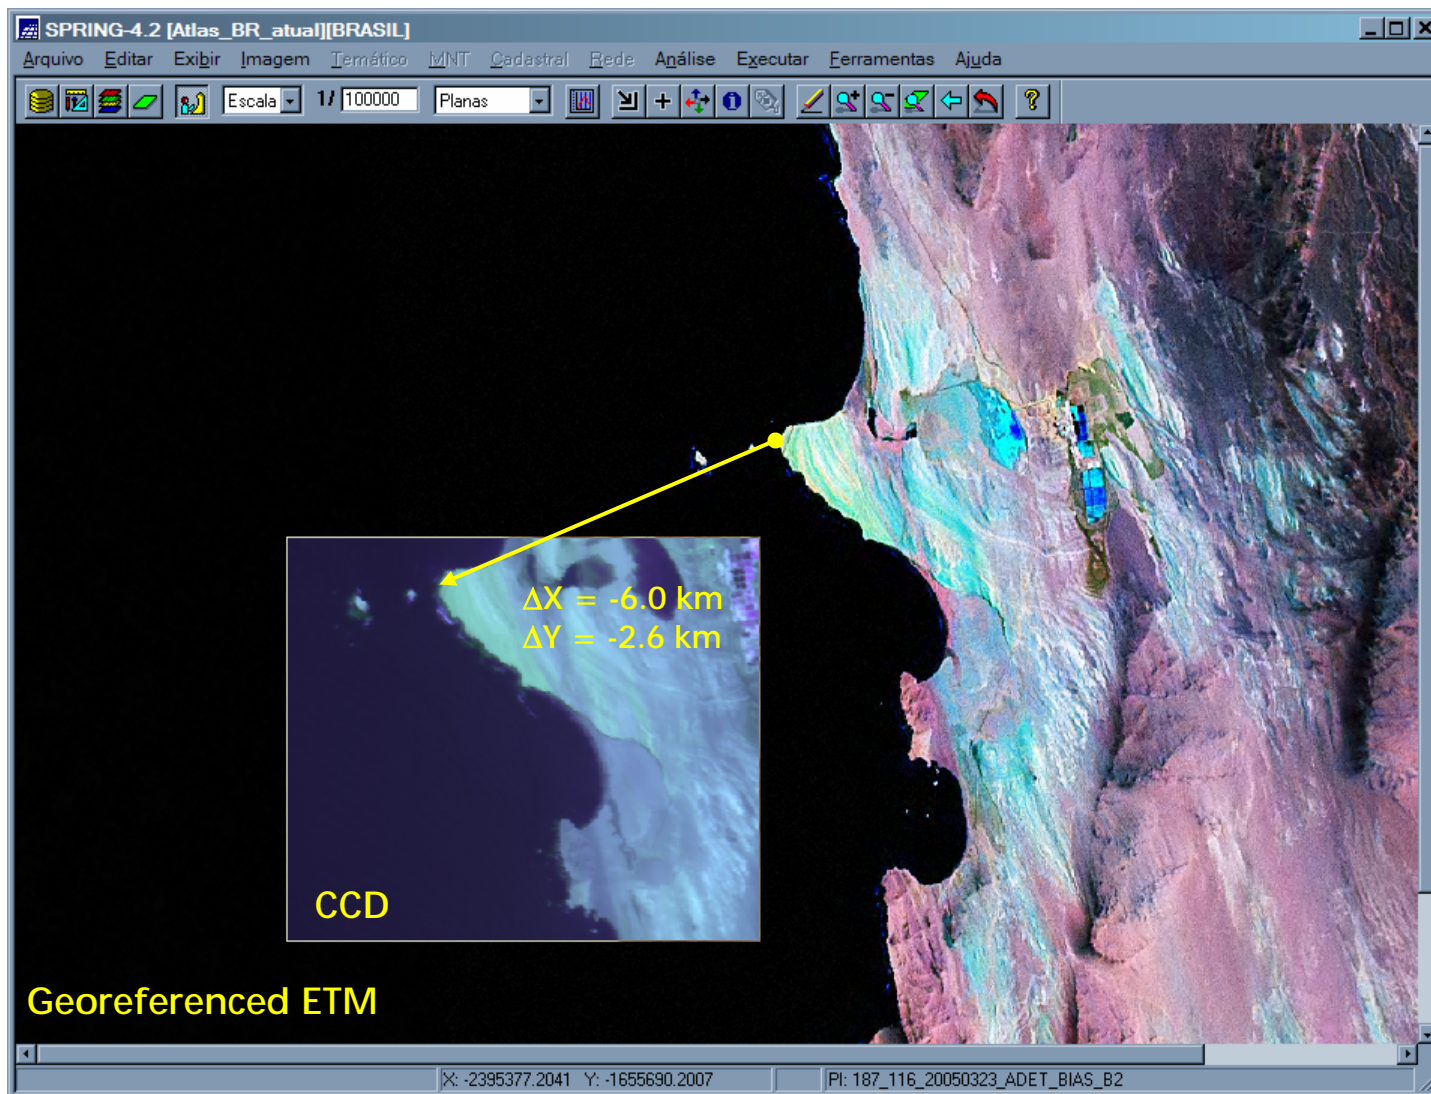 SPRING-4.2 [Atlas_BR_atual][BRASIL]
Arquivo Editar Exibir Imagem Temático MNT Cadastral Rede Análise Executar Ferramentas Ajuda
Escala 1/ 100000 Planas
ΔX = -6.0 km
ΔY = -2.6 km
CCD
Georeferenced ETM
X: -2395377.2041 Y: -1655690.2007 PI: 187_116_20050323_ADET_BIAS_B2